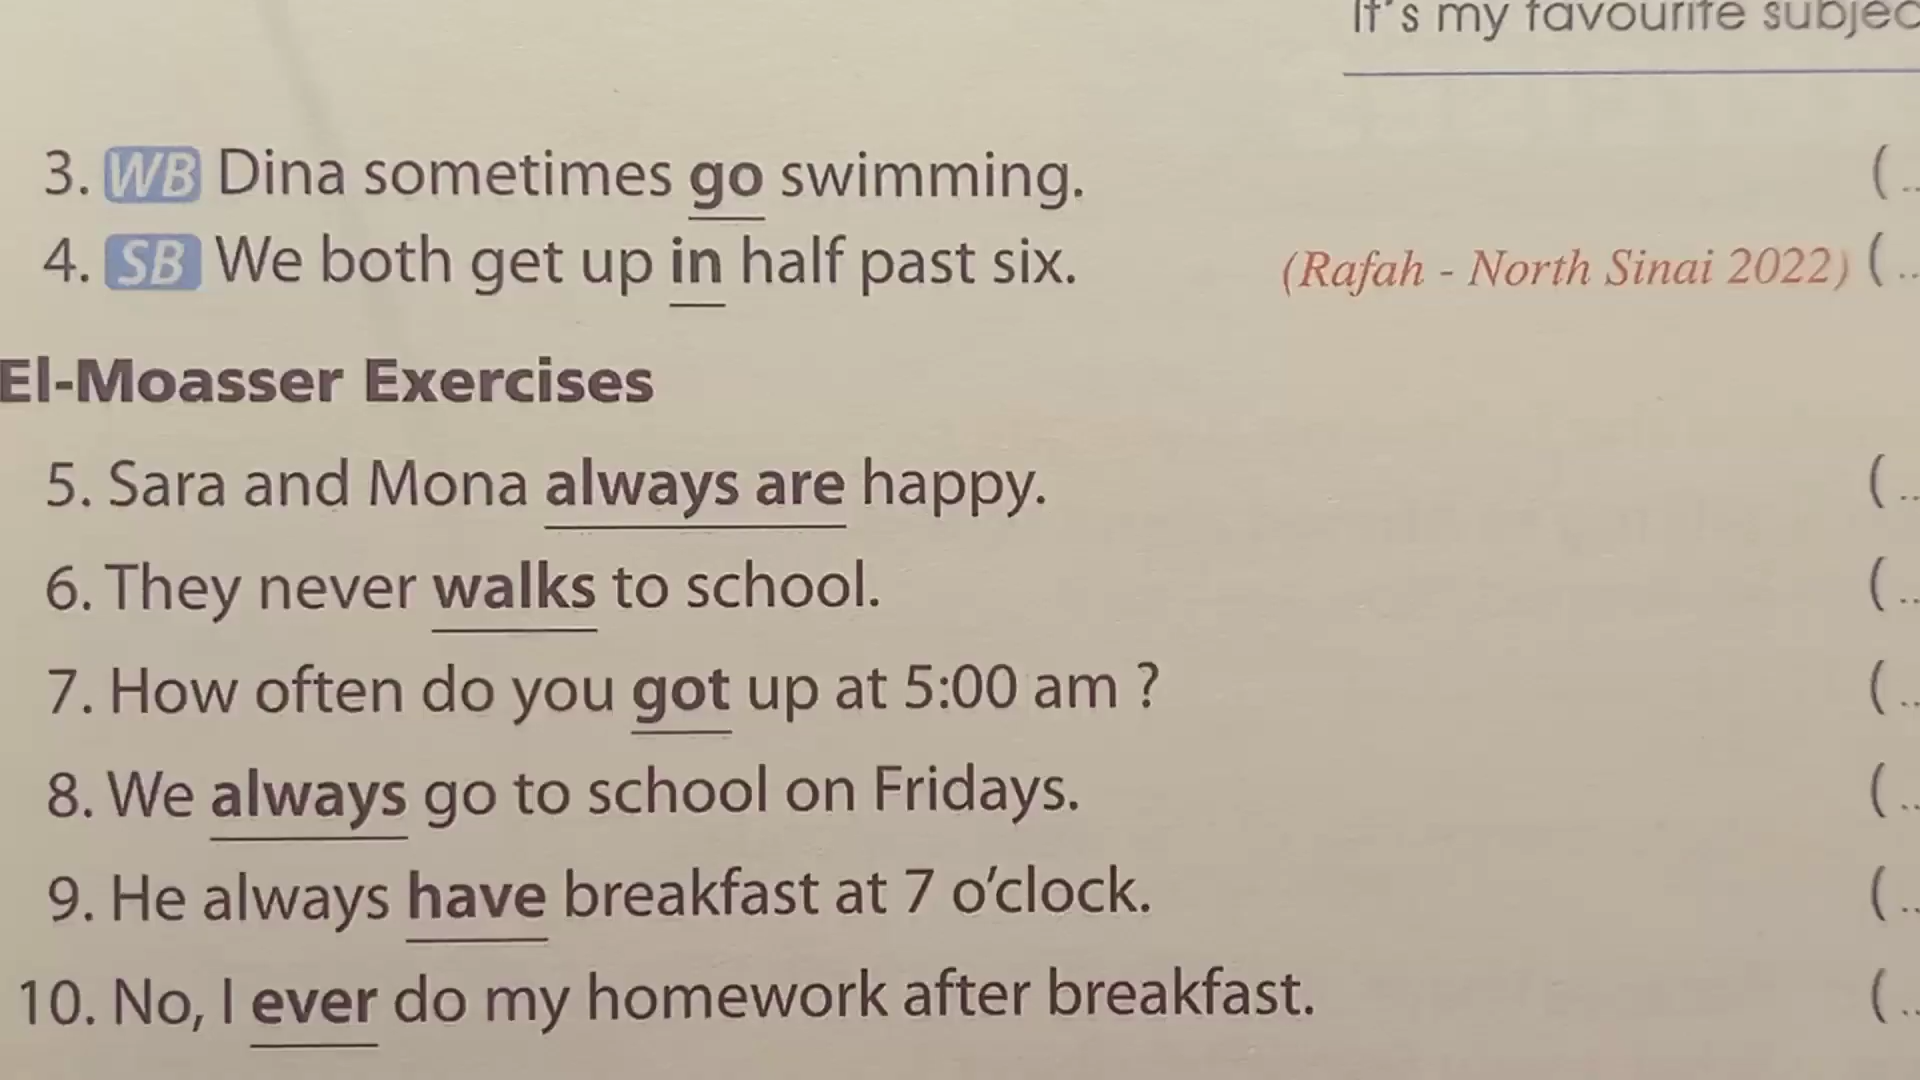 It's my favourite subjec
3. WB Dina sometimes go swimming. (..
4. SB We both get up in half past six. (Rafah - North Sinai 2022) (..
El-Moasser Exercises
5. Sara and Mona always are happy. (..
6. They never walks to school. (..
7. How often do you got up at 5:00 am ? (..
8. We always go to school on Fridays. (..
9. He always have breakfast at 7 o'clock. (..
10. No, I ever do my homework after breakfast. (..